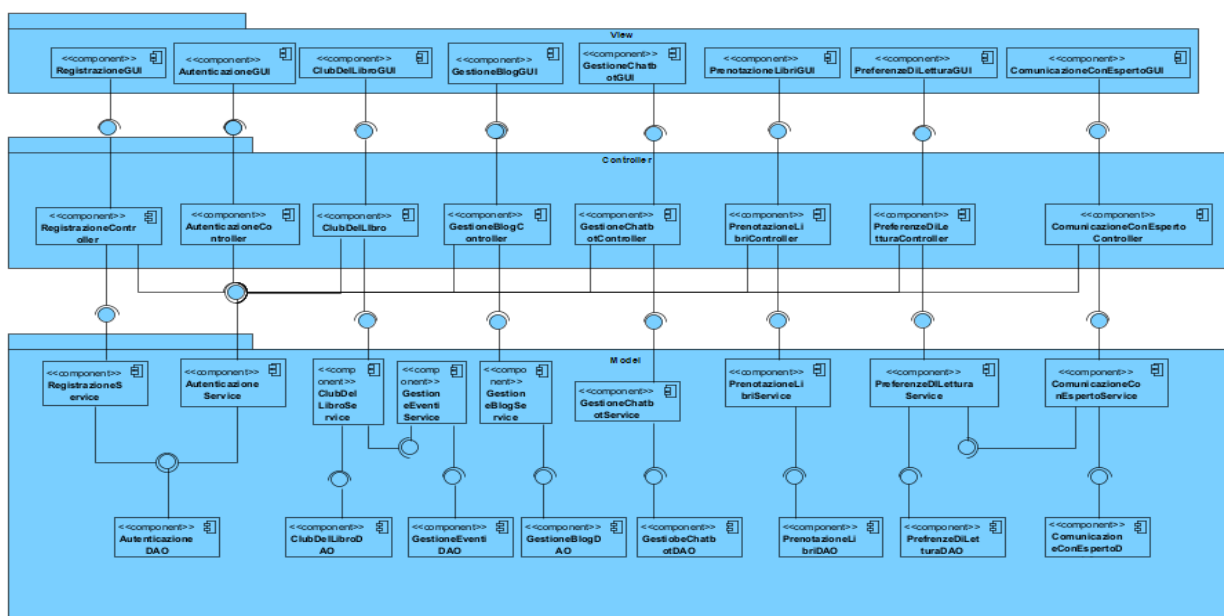 View
<<component>>
RegistrazioneGUI
<<component>>
AutenticazioneGUI
<<component>>
ClubDelLibroGUI
<<component>>
GestioneBlogGUI
<<component>>
GestioneChatb
otGUI
<<component>>
PrenotazioneLibriGUI
<<component>>
PreferenzeDiLetturaGUI
<<component>>
ComunicazioneConEspertoGUI
Controller
<<component>>
RegistrazioneContr
oller
<<component>>
AutenticazioneCo
ntroller
<<component>>
ClubDelLIbro
<<component>>
GestioneBlogC
ontroller
<<component>>
GestioneChatb
otController
<<component>>
PrenotazioneLi
briController
<<component>>
PreferenzeDiLe
tturaController
<<component>>
ComunicazioneConEsperto
Controller
Model
<<component>>
RegistrazioneS
ervice
<<component>>
Autenticazione
Service
<<comp
onent>>
ClubDel
LibroSe
rvice
<<comp
onent>>
Gestion
eEventi
Service
<<comp
onent>>
Gestion
eBlogSe
rvice
<<component>>
GestioneChatb
otService
<<component>>
PrenotazioneLi
briService
<<component>>
PreferenzeDILettura
Service
<<component>>
ComunicazioneCo
nEspertoService
<<component>>
Autenticazione
DAO
<<component>>
ClubDelLibroD
AO
<<component>>
GestioneEventi
DAO
<<component>>
GestioneBlogD
AO
<<component>>
GestiobeChatb
otDAO
<<component>>
PrenotazioneLi
briDAO
<<component>>
PrefrenzeDiLet
turaDAO
<<component>>
Comunicazion
eConEspertoD